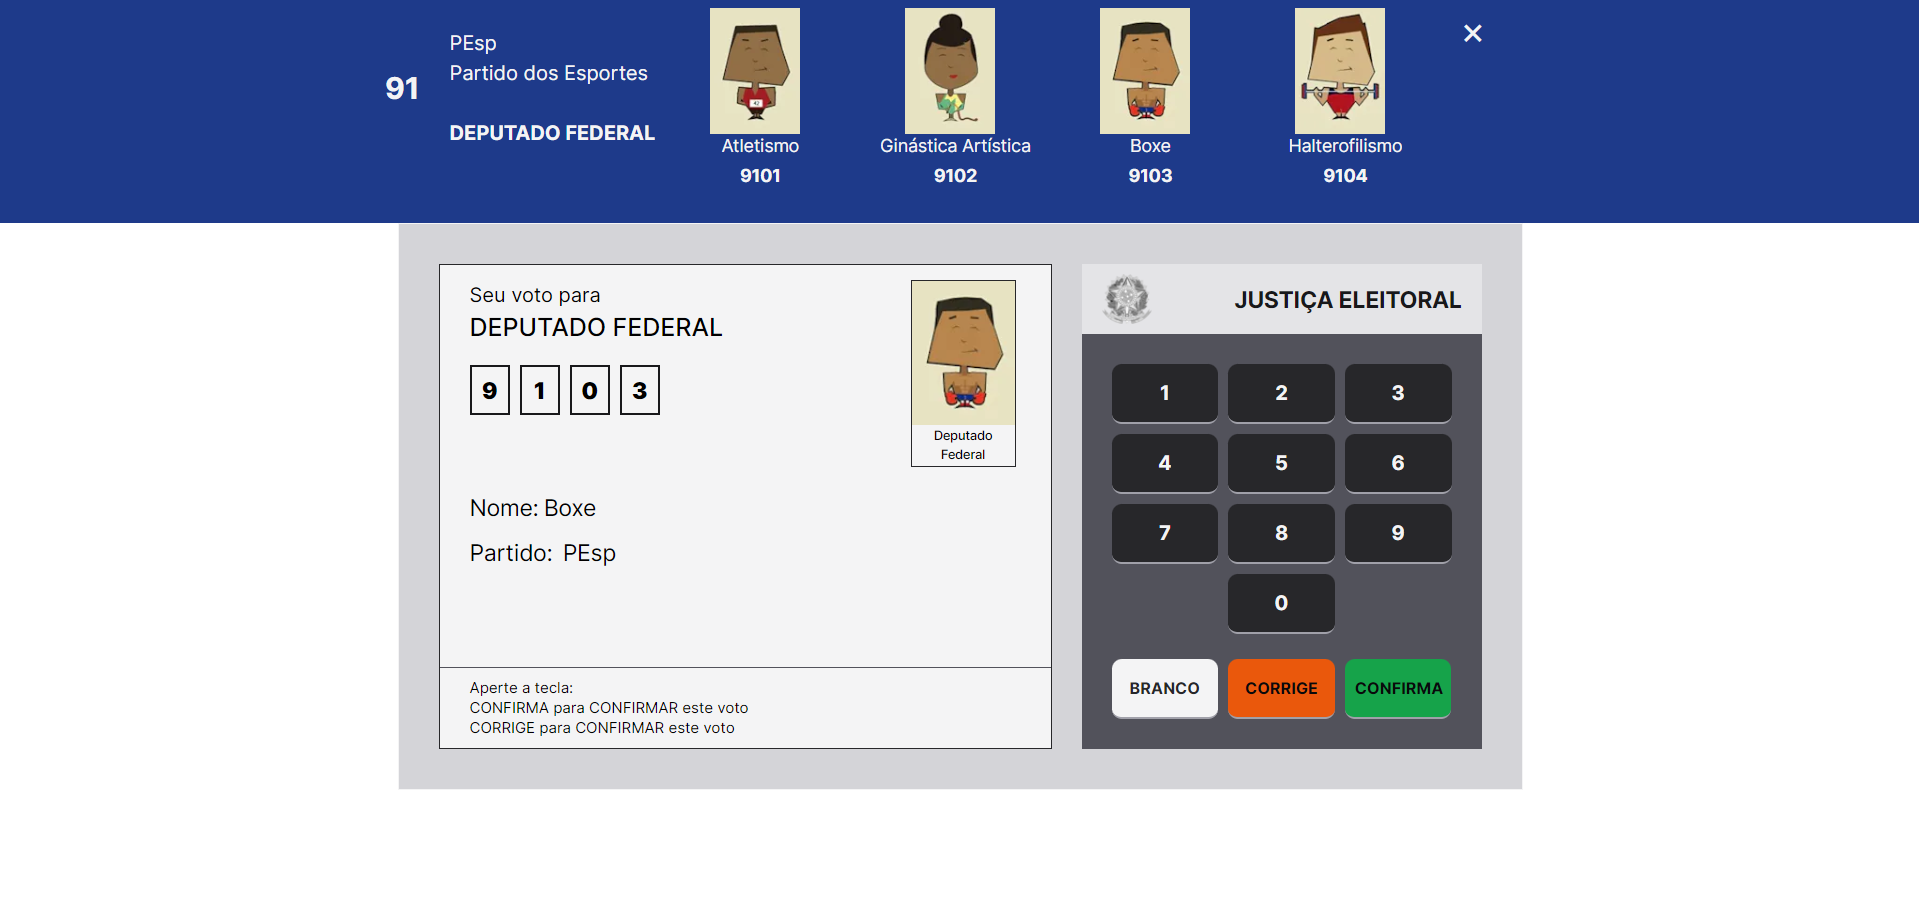 91
PEsp
Partido dos Esportes
DEPUTADO FEDERAL
Atletismo
9101
Ginástica Artística
9102
Boxe
9103
Halterofilismo
9104
Seu voto para
DEPUTADO FEDERAL
9 1 0 3
Deputado
Federal
Nome: Boxe
Partido: PEsp
Aperte a tecla:
CONFIRMA para CONFIRMAR este voto
CORRIGE para CONFIRMAR este voto
JUSTIÇA ELEITORAL
1 2 3
4 5 6
7 8 9
0
BRANCO CORRIGE CONFIRMA